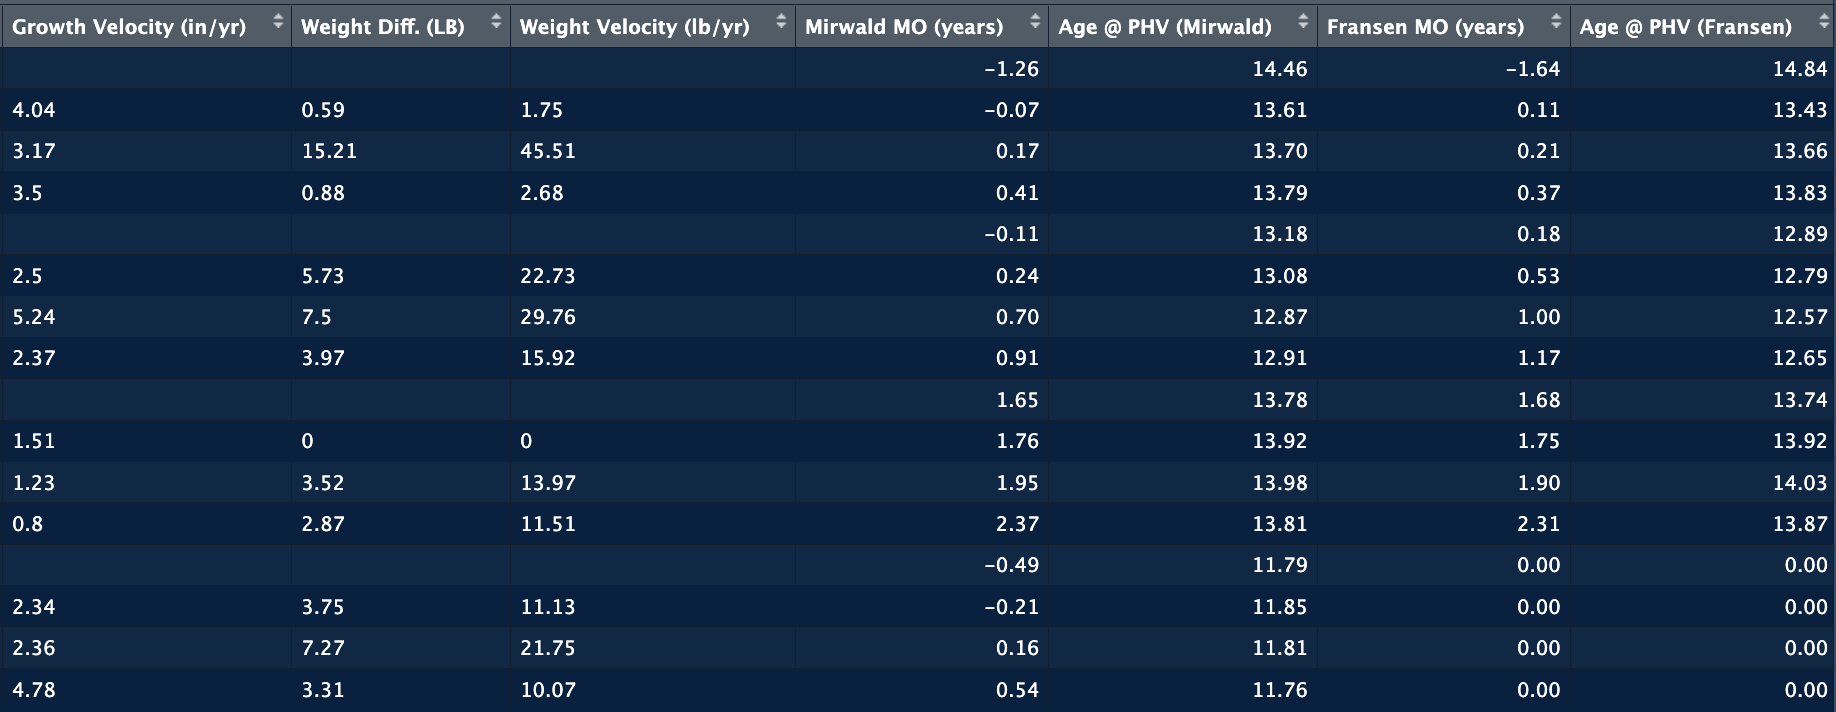 Growth Velocity (in/yr) Weight Diff. (LB) Weight Velocity (lb/yr) Mirwald MO (years) Age @ PHV (Mirwald) Fransen MO (years) Age @ PHV (Fransen)
−1.26 14.46 −1.64 14.84
4.04 0.59 1.75 −0.07 13.61 0.11 13.43
3.17 15.21 45.51 0.17 13.70 0.21 13.66
3.5 0.88 2.68 0.41 13.79 0.37 13.83
−0.11 13.18 0.18 12.89
2.5 5.73 22.73 0.24 13.08 0.53 12.79
5.24 7.5 29.76 0.70 12.87 1.00 12.57
2.37 3.97 15.92 0.91 12.91 1.17 12.65
1.65 13.78 1.68 13.74
1.51 0 0 1.76 13.92 1.75 13.92
1.23 3.52 13.97 1.95 13.98 1.90 14.03
0.8 2.87 11.51 2.37 13.81 2.31 13.87
−0.49 11.79 0.00 0.00
2.34 3.75 11.13 −0.21 11.85 0.00 0.00
2.36 7.27 21.75 0.16 11.81 0.00 0.00
4.78 3.31 10.07 0.54 11.76 0.00 0.00